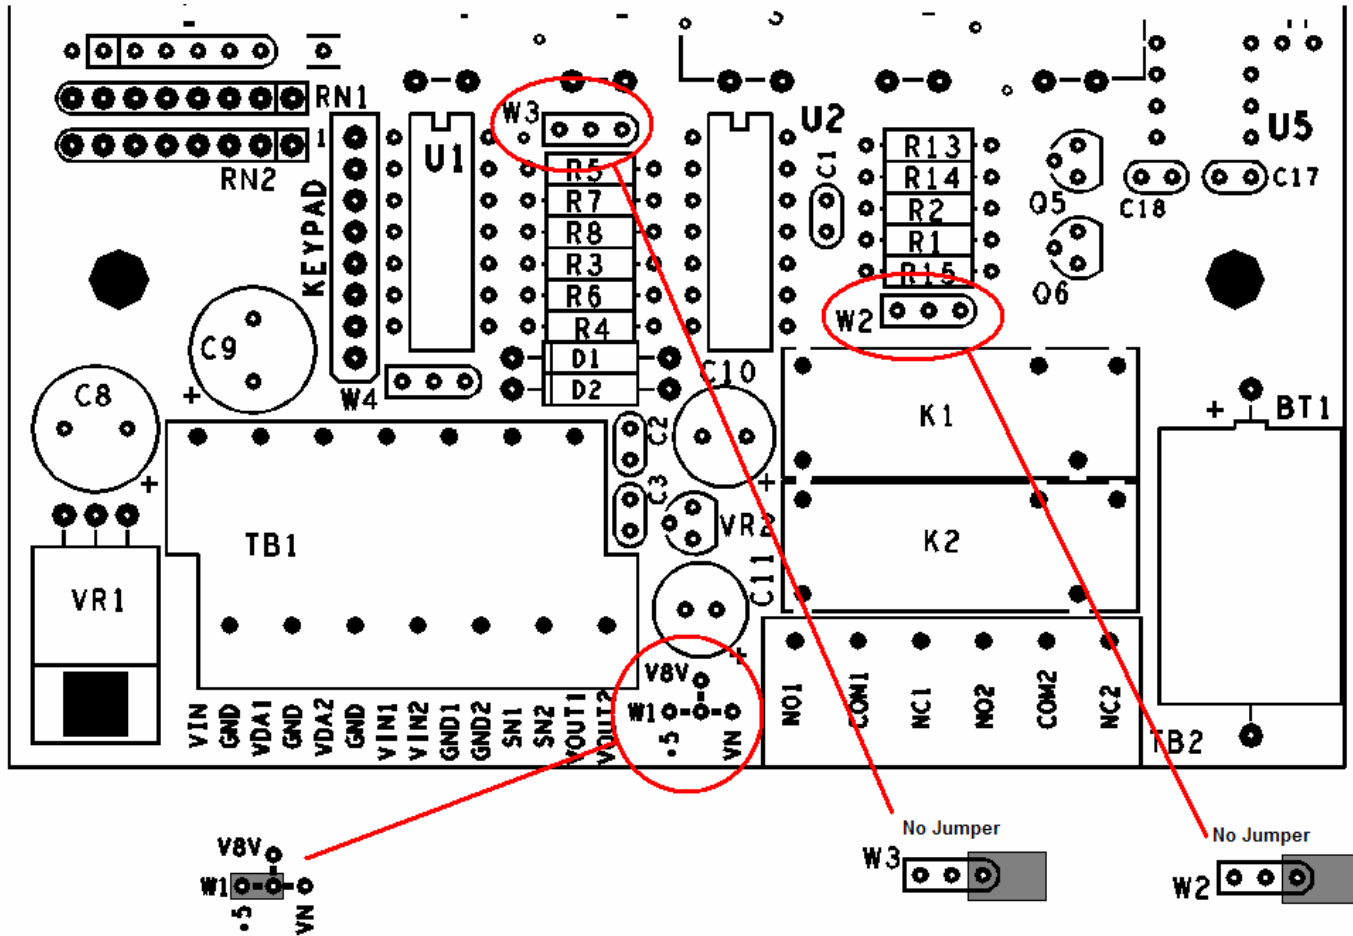 RN1
RN2
1
KEYPAD
U1
W3
R5
R7
R8
R3
R6
R4
D1
D2
W4
U2
C1
R13
R14
R2
R1
R15
W2
Q5
Q6
C18
C17
U5
C9
C8
+
+
C10
+
C2
C3
VR2
C11
+
K1
K2
+
BT1
TB1
VR1
VIN
GND
VDA1
GND
VDA2
GND
VIN1
VIN2
GND1
GND2
SN1
SN2
VOUT1
VOUT2
V8V
W1
.5
VN
NO1
COM1
NC1
NO2
COM2
NC2
TB2
V8V
W1
.5
VN
No Jumper
W3
No Jumper
W2